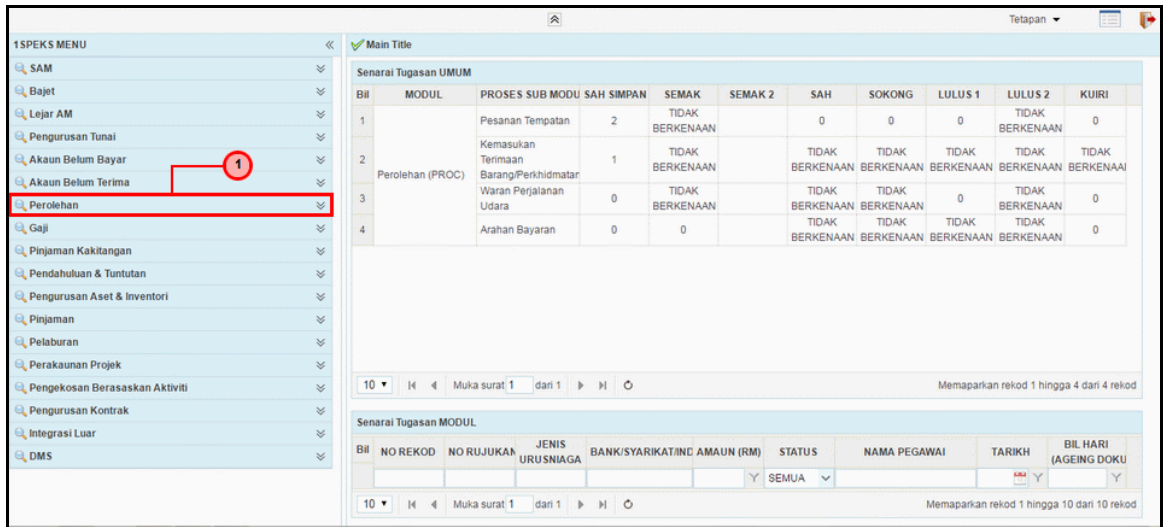 Tetapan
1SPEKS MENU
SAM
Bajet
Lejar AM
Pengurusan Tunai
Akaun Belum Bayar
Akaun Belum Terima
Perolehan
Gaji
Pinjaman Kakitangan
Pendahuluan & Tuntutan
Pengurusan Aset & Inventori
Pinjaman
Pelaburan
Perakaunan Projek
Pengekosan Berasaskan Aktiviti
Pengurusan Kontrak
Integrasi Luar
DMS
1
Main Title
Senarai Tugasan UMUM
Bil MODUL PROSES SUB MODU SAH SIMPAN SEMAK SEMAK 2 SAH SOKONG LULUS 1 LULUS 2 KUIRI
1 Perolehan (PROC) Pesanan Tempatan 2 TIDAK BERKENAAN 0 0 0 TIDAK BERKENAAN 0
2 Kemasukan Terimaan Barang/Perkhidmatan 1 TIDAK BERKENAAN TIDAK BERKENAAN TIDAK BERKENAAN TIDAK BERKENAAN TIDAK BERKENAAN TIDAK BERKENAAI
3 Waran Perjalanan Udara 0 TIDAK BERKENAAN TIDAK BERKENAAN TIDAK BERKENAAN 0 TIDAK BERKENAAN 0
4 Arahan Bayaran 0 0 TIDAK BERKENAAN TIDAK BERKENAAN TIDAK BERKENAAN TIDAK BERKENAAN 0
10 Muka surat 1 dari 1 Memaparkan rekod 1 hingga 4 dari 4 rekod
Senarai Tugasan MODUL
Bil NO REKOD NO RUJUKAN JENIS URUSNIAGA BANK/SYARIKAT/IND AMAUN (RM) STATUS NAMA PEGAWAI TARIKH BIL HARI (AGEING DOKU
SEMUA
10 Muka surat 1 dari 1 Memaparkan rekod 1 hingga 10 dari 10 rekod